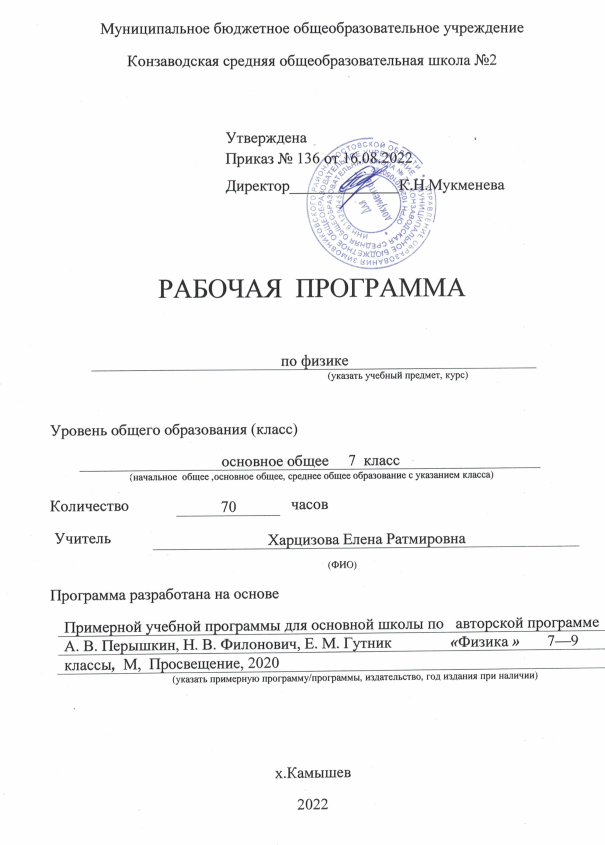 Муниципальное бюджетное общеобразовательное учреждение
Конзаводская средняя общеобразовательная школа №2
Утверждена
Приказ № 136 от 16.08.2022
Директор К.Н.Мукменева
Для документов
РАБОЧАЯ ПРОГРАММА
по физике
(указать учебный предмет, курс)
Уровень общего образования (класс)
основное общее 7 класс
(начальное общее ,основное общее, среднее общее образование с указанием класса)
Количество 70 часов
Учитель Харцизова Елена Ратмировна
(ФИО)
Программа разработана на основе
Примерной учебной программы для основной школы по авторской программе
А. В. Перышкин, Н. В. Филонович, Е. М. Гутник «Физика » 7—9
классы, М, Просвещение, 2020
(указать примерную программу/программы, издательство, год издания при наличии)
х.Камышев
2022